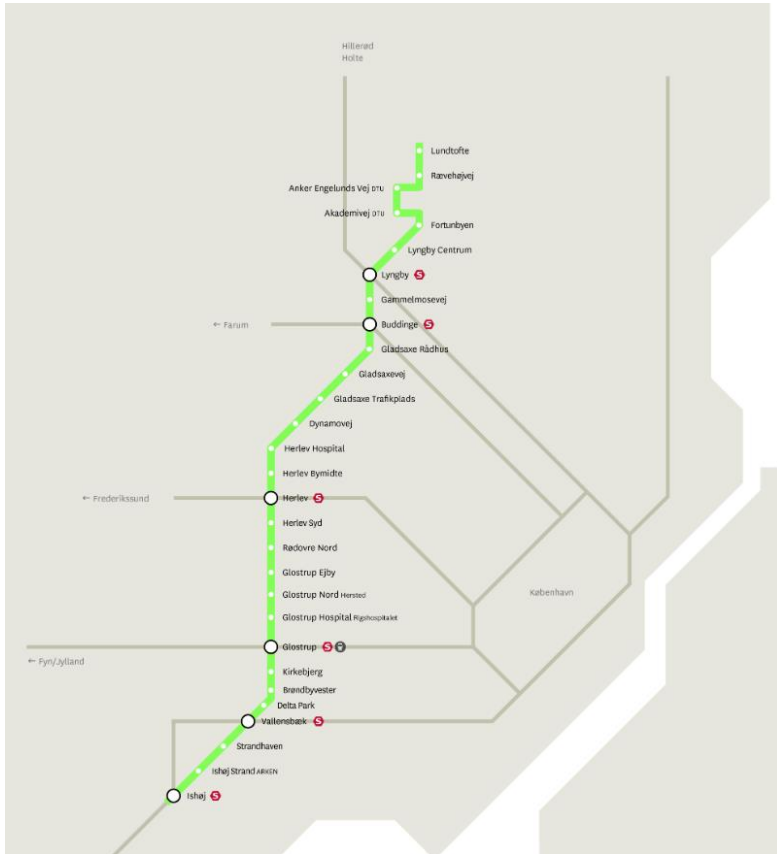 Hillerød
Holte
Lundtofte
Rævehøjvej
Anker Engelunds Vej DTU
Akademivej DTU
Fortunbyen
Lyngby Centrum
Lyngby S
Gammelmosevej
← Farum
Buddinge S
Gladsaxe Rådhus
Gladsaxevej
Gladsaxe Trafikplads
Dynamovej
Herlev Hospital
Herlev Bymidte
← Frederikssund
Herlev S
Herlev Syd
Rødovre Nord
Glostrup Ejby
Glostrup Nord Hersted
København
Glostrup Hospital Rigshospitalet
Glostrup S
← Fyn/Jylland
Kirkebjerg
Brøndbyvester
Delta Park
Vallensbæk S
Strandhaven
Ishøj Strand ARKEN
Ishøj S